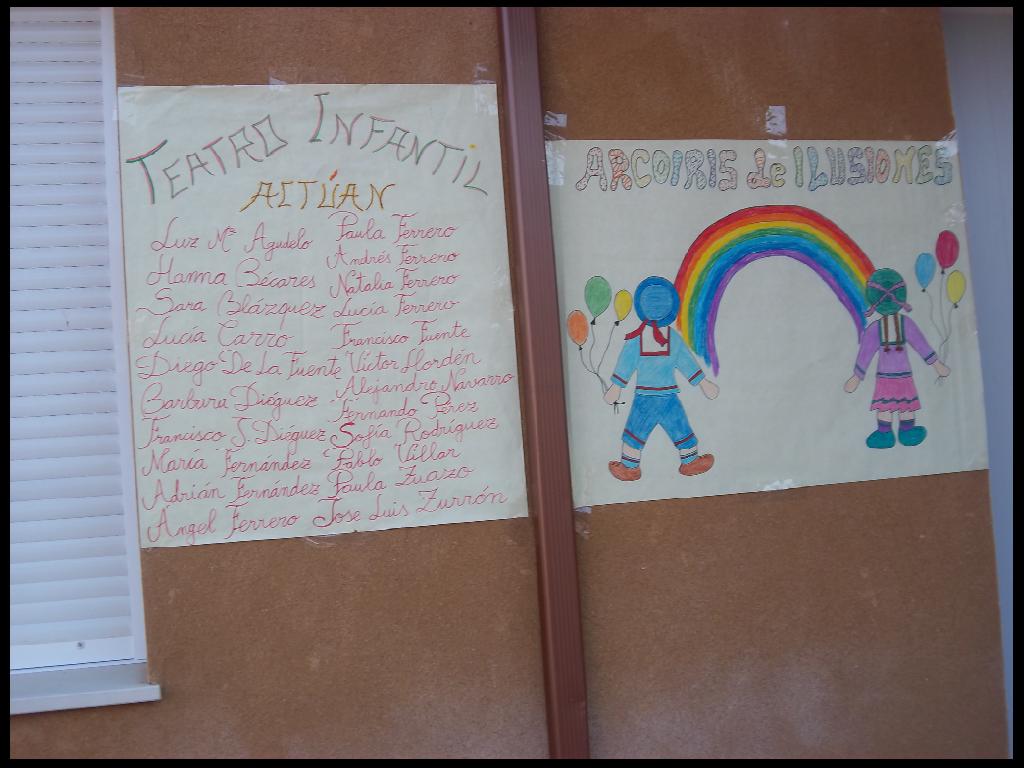 TEATRO INFANTIL
ACTÚAN
Luz Mª Agudelo
Hanna Bécares
Sara Blázquez
Lucía Carro
Diego De La Fuente
Barbara Diéguez
Francisco J. Diéguez
María Fernández
Adrián Fernández
Ángel Ferrero
Paula Ferrero
Andrés Ferrero
Natalia Ferrero
Lucía Ferrero
Francisco Fuente
Víctor Hordén
Alejandro Navarro
Fernando Pérez
Sofía Rodríguez
Pablo Villar
Paula Zuazo
Jose Luis Zurrón
ARCOIRIS de ILUSIONES